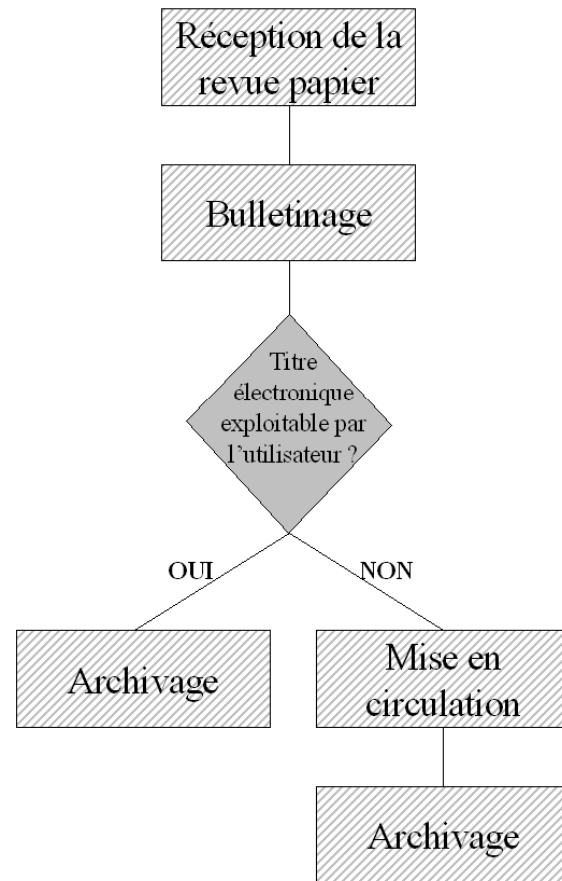 Réception de la
revue papier
Bulletinage
Titre
électronique
exploitable par
l’utilisateur ?
OUI
NON
Archivage
Mise en
circulation
Archivage